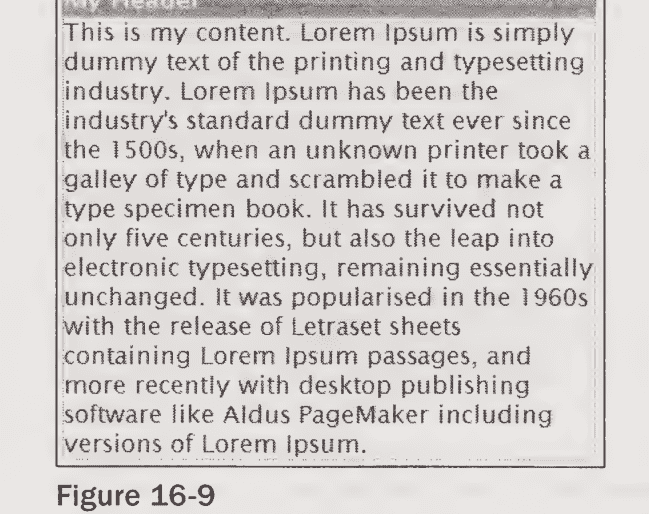 My Header
This is my content. Lorem Ipsum is simply
dummy text of the printing and typesetting
industry. Lorem Ipsum has been the
industry's standard dummy text ever since
the 1500s, when an unknown printer took a
galley of type and scrambled it to make a
type specimen book. It has survived not
only five centuries, but also the leap into
electronic typesetting, remaining essentially
unchanged. It was popularised in the 1960s
with the release of Letraset sheets
containing Lorem Ipsum passages, and
more recently with desktop publishing
software like Aldus PageMaker including
versions of Lorem Ipsum.
Figure 16-9